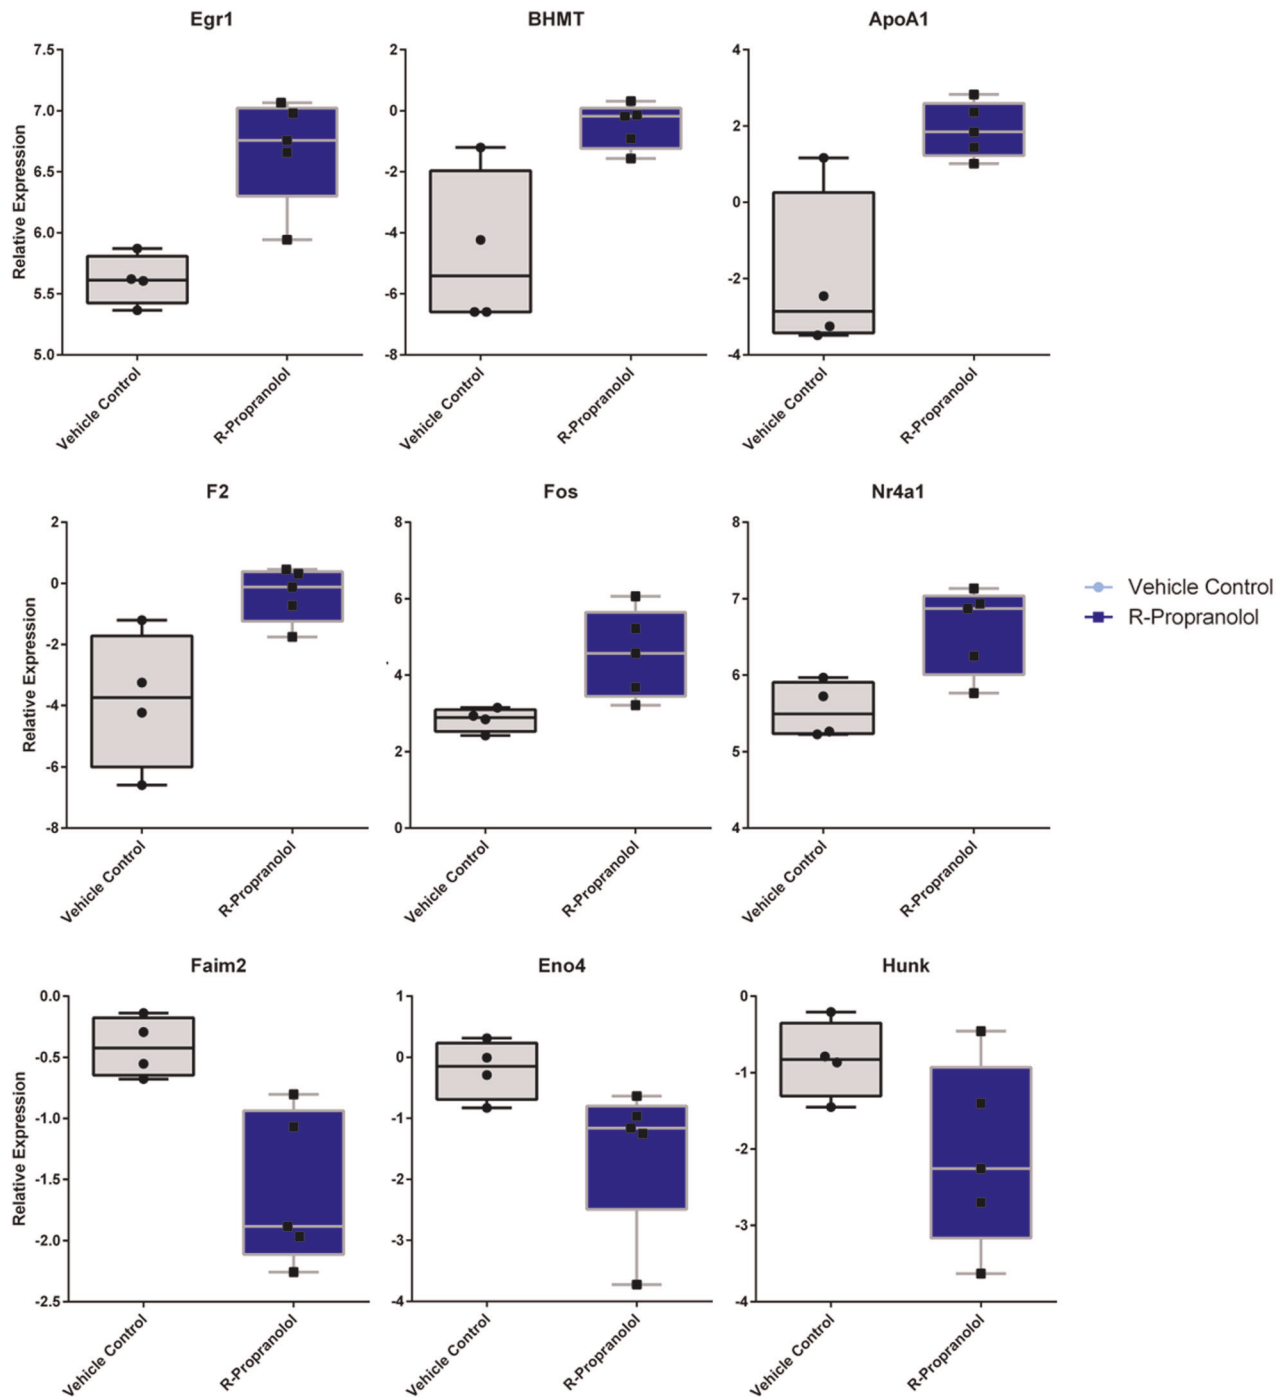 Egr1
BHMT
ApoA1
Relative Expression
7.5
7.0
6.5
6.0
5.5
5.0
2
0
-2
-4
-6
-8
4
2
0
-2
-4
Vehicle Control
R-Propranolol
Vehicle Control
R-Propranolol
Vehicle Control
R-Propranolol
F2
Fos
Nr4a1
Relative Expression
2
0
-2
-4
-6
-8
8
6
4
2
0
8
7
6
5
4
Vehicle Control
R-Propranolol
Vehicle Control
R-Propranolol
Vehicle Control
R-Propranolol
Vehicle Control
R-Propranolol
Faim2
Eno4
Hunk
Relative Expression
0.0
-0.5
-1.0
-1.5
-2.0
-2.5
1
0
-1
-2
-3
-4
0
-1
-2
-3
-4
Vehicle Control
R-Propranolol
Vehicle Control
R-Propranolol
Vehicle Control
R-Propranolol